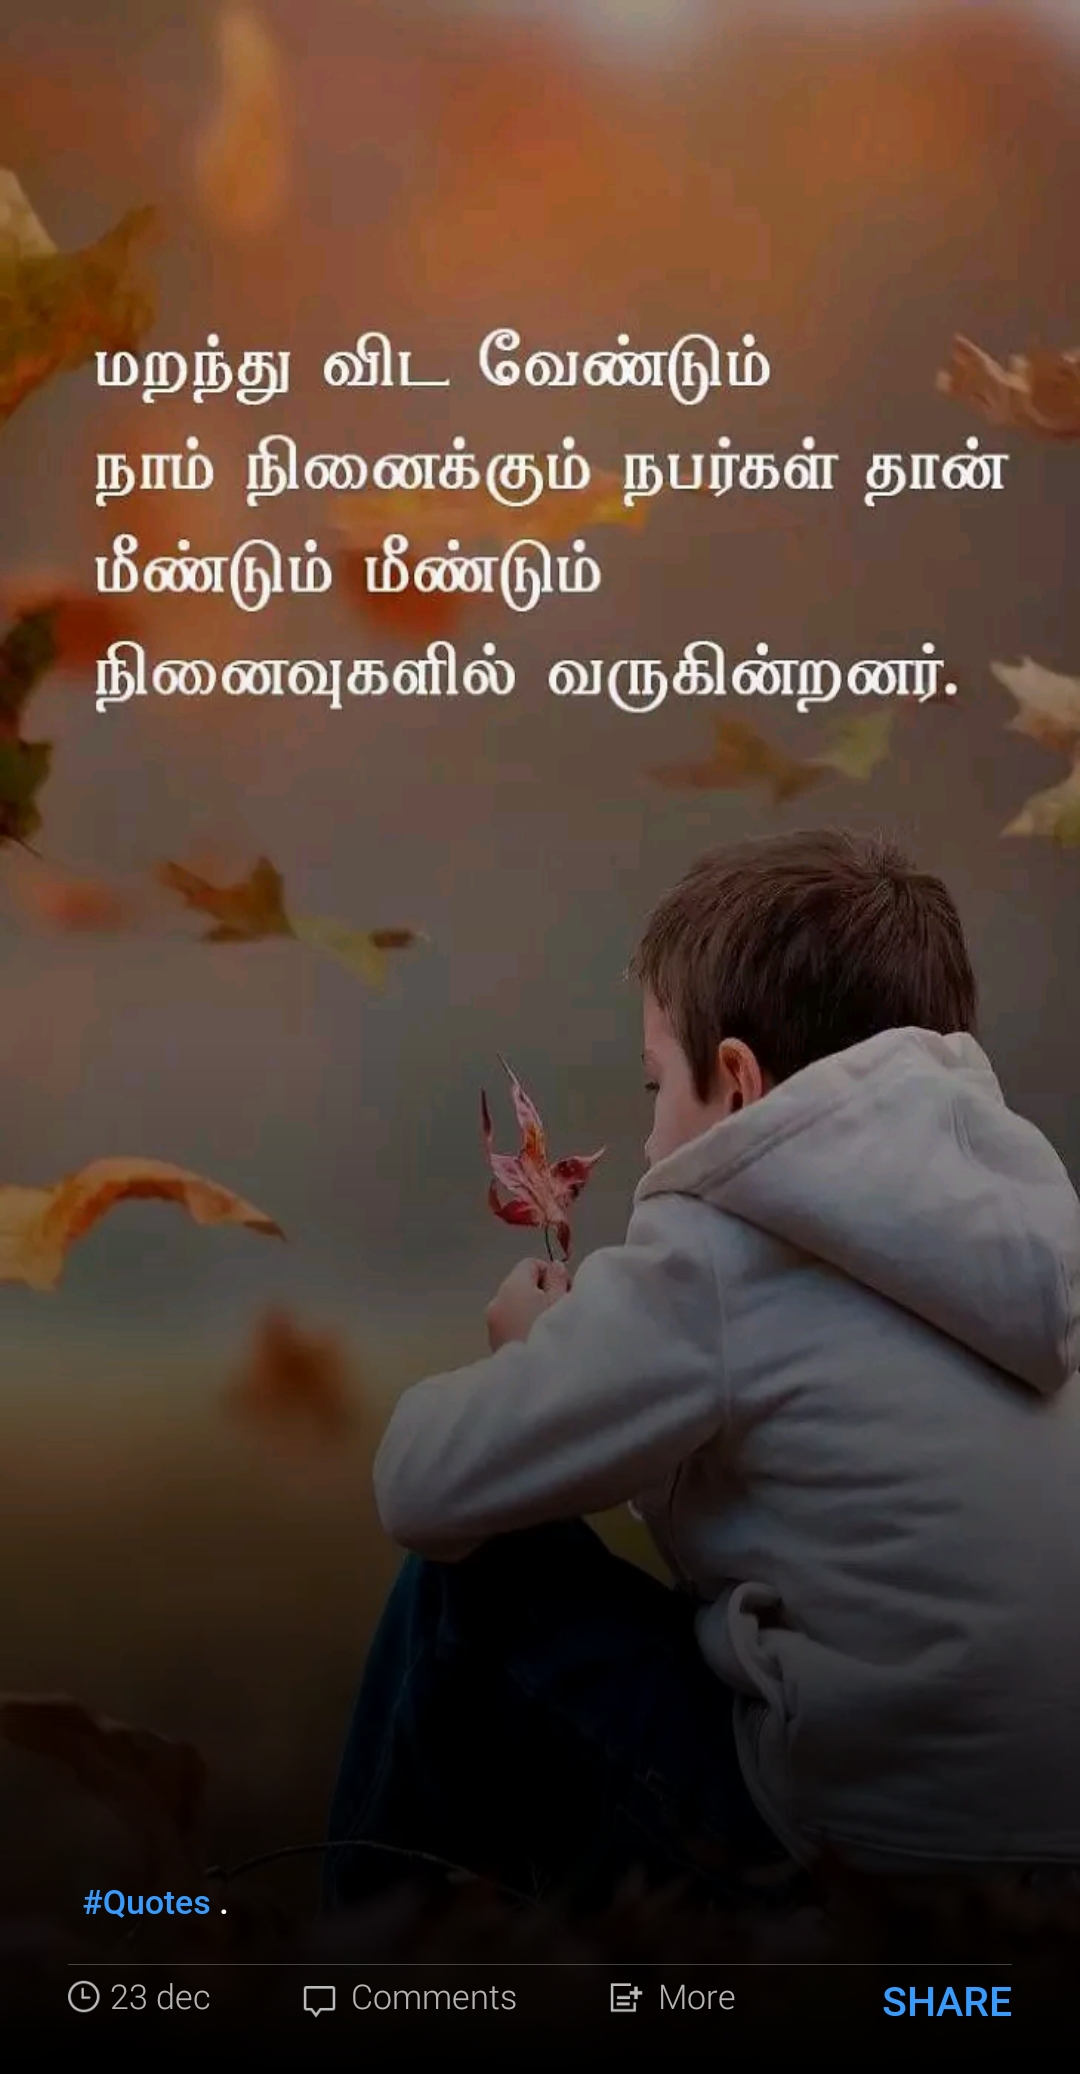 மறந்து விட வேண்டும்
நாம் நினைக்கும் நபர்கள் தான்
மீண்டும் மீண்டும்
நினைவுகளில் வருகின்றனர்.
#Quotes .
23 dec Comments More SHARE